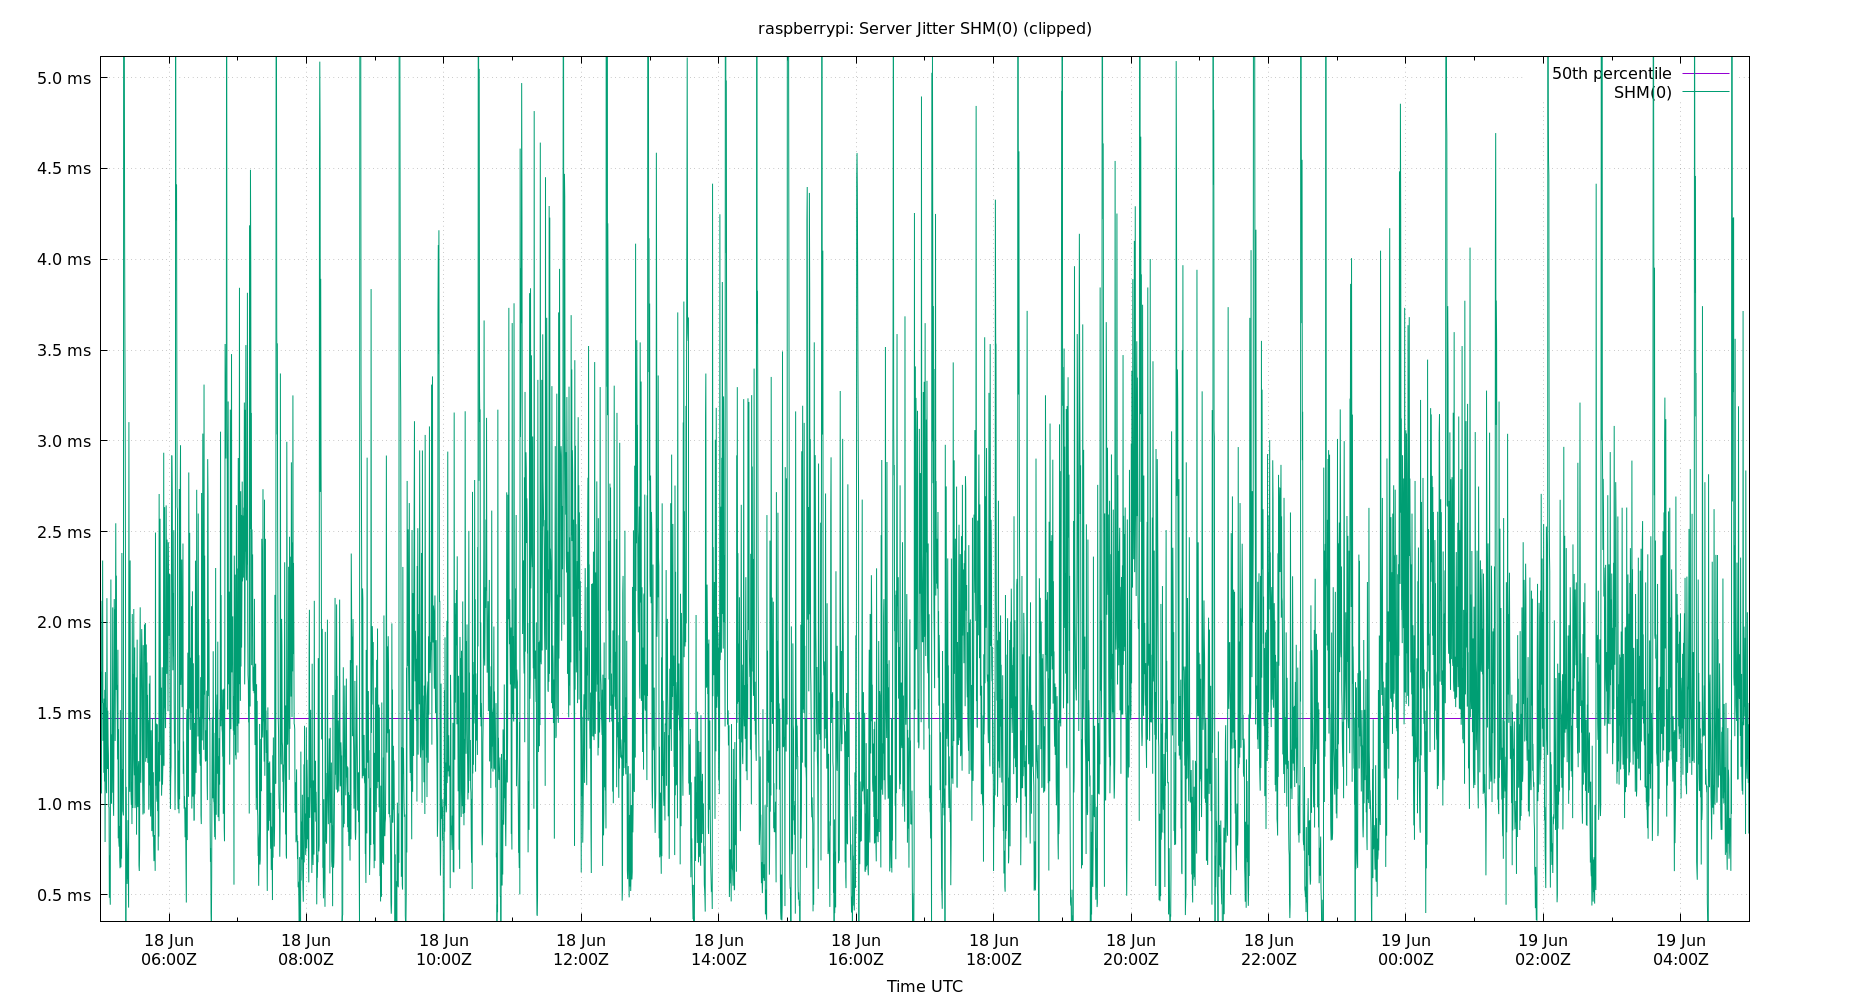 raspberrypi: Server Jitter SHM(0) (clipped)
50th percentile
SHM(0)
5.0 ms
4.5 ms
4.0 ms
3.5 ms
3.0 ms
2.5 ms
2.0 ms
1.5 ms
1.0 ms
0.5 ms
18 Jun 18 Jun 18 Jun 18 Jun 18 Jun 18 Jun 18 Jun 18 Jun 18 Jun 19 Jun 19 Jun 19 Jun
06:00Z 08:00Z 10:00Z 12:00Z 14:00Z 16:00Z 18:00Z 20:00Z 22:00Z 00:00Z 02:00Z 04:00Z
Time UTC